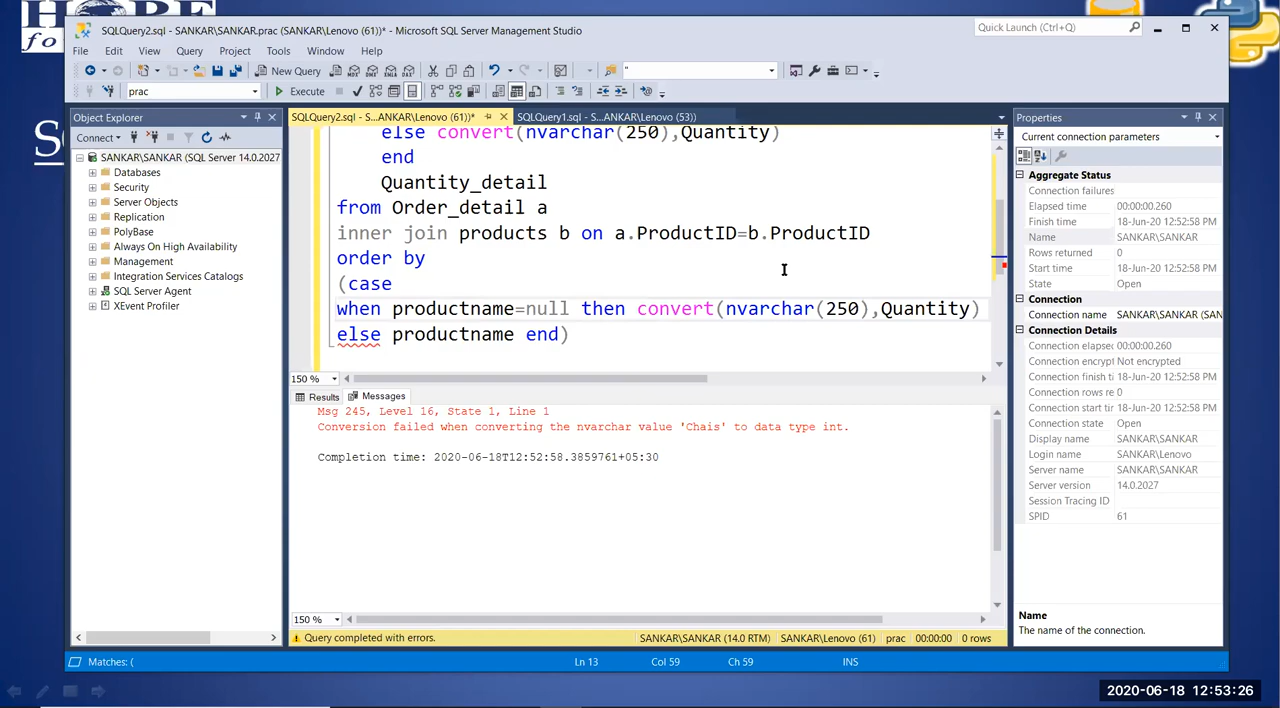 HOPE
SQLQuery2.sql - SANKAR\SANKAR.prac (SANKAR\Lenovo (61))* - Microsoft SQL Server Management Studio
Quick Launch (Ctrl+Q)
File Edit View Query Project Tools Window Help
New Query
"
prac
Execute
Object Explorer
SQLQuery2.sql - S...ANKAR\Lenovo (61))*
SQLQuery1.sql - S...ANKAR\Lenovo (53))
Properties
Connect
Current connection parameters
SANKAR\SANKAR (SQL Server 14.0.2027
Databases
Security
Server Objects
Replication
PolyBase
Always On High Availability
Management
Integration Services Catalogs
SQL Server Agent
XEvent Profiler
else convert(nvarchar(250),Quantity)
end
Quantity_detail
from Order_detail a
inner join products b on a.ProductID=b.ProductID
order by
(case
when productname=null then convert(nvarchar(250),Quantity)
else productname end)
150 %
Results
Messages
Msg 245, Level 16, State 1, Line 1
Conversion failed when converting the nvarchar value 'Chais' to data type int.
Completion time: 2020-06-18T12:52:58.3859761+05:30
150 %
Query completed with errors.
SANKAR\SANKAR (14.0 RTM)
SANKAR\Lenovo (61)
prac
00:00:00
0 rows
Aggregate Status
Connection failures
Elapsed time 00:00:00.260
Finish time 18-Jun-20 12:52:58 PM
Name SANKAR\SANKAR
Rows returned 0
Start time 18-Jun-20 12:52:58 PM
State Open
Connection
Connection name SANKAR\SANKAR (SAN
Connection Details
Connection elapse 00:00:00.260
Connection encryp Not encrypted
Connection finish ti 18-Jun-20 12:52:58 PM
Connection rows re 0
Connection start tir 18-Jun-20 12:52:58 PM
Connection state Open
Display name SANKAR\SANKAR
Login name SANKAR\Lenovo
Server name SANKAR\SANKAR
Server version 14.0.2027
Session Tracing ID
SPID 61
Name
The name of the connection.
Matches: (
Ln 13
Col 59
Ch 59
INS
2020-06-18 12:53:26